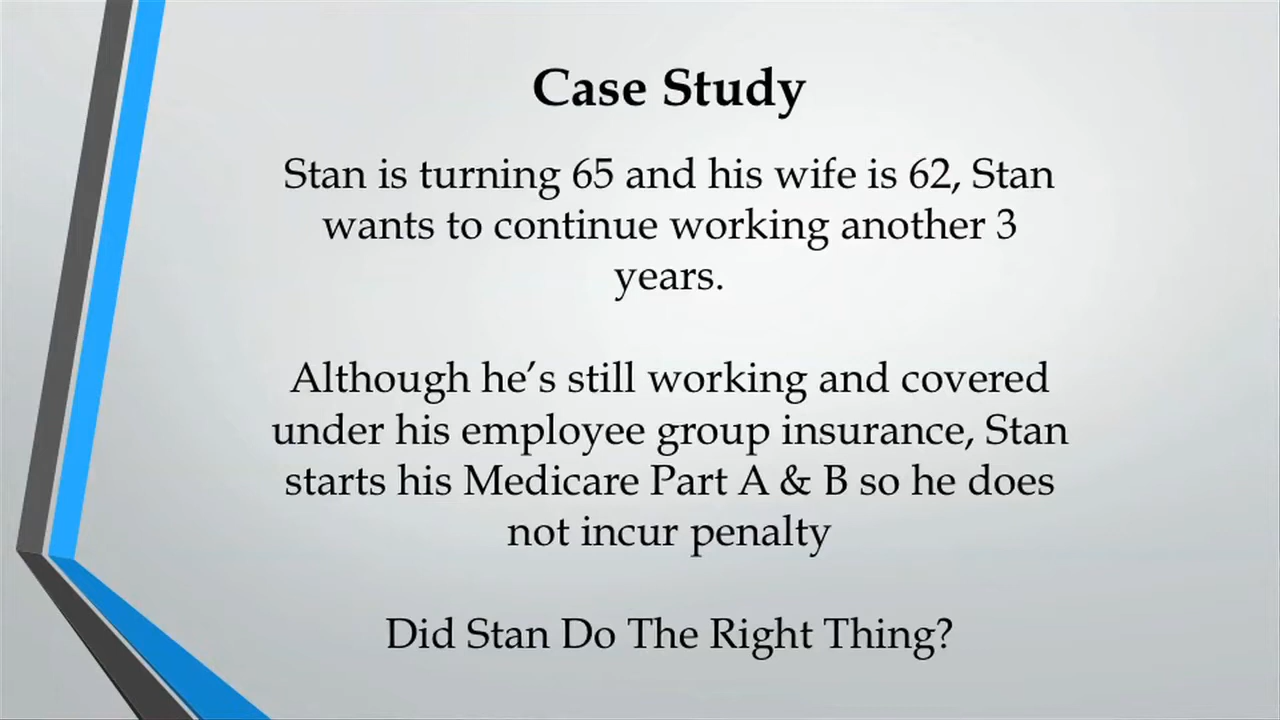 Case Study
Stan is turning 65 and his wife is 62, Stan
wants to continue working another 3
years.
Although he’s still working and covered
under his employee group insurance, Stan
starts his Medicare Part A & B so he does
not incur penalty
Did Stan Do The Right Thing?